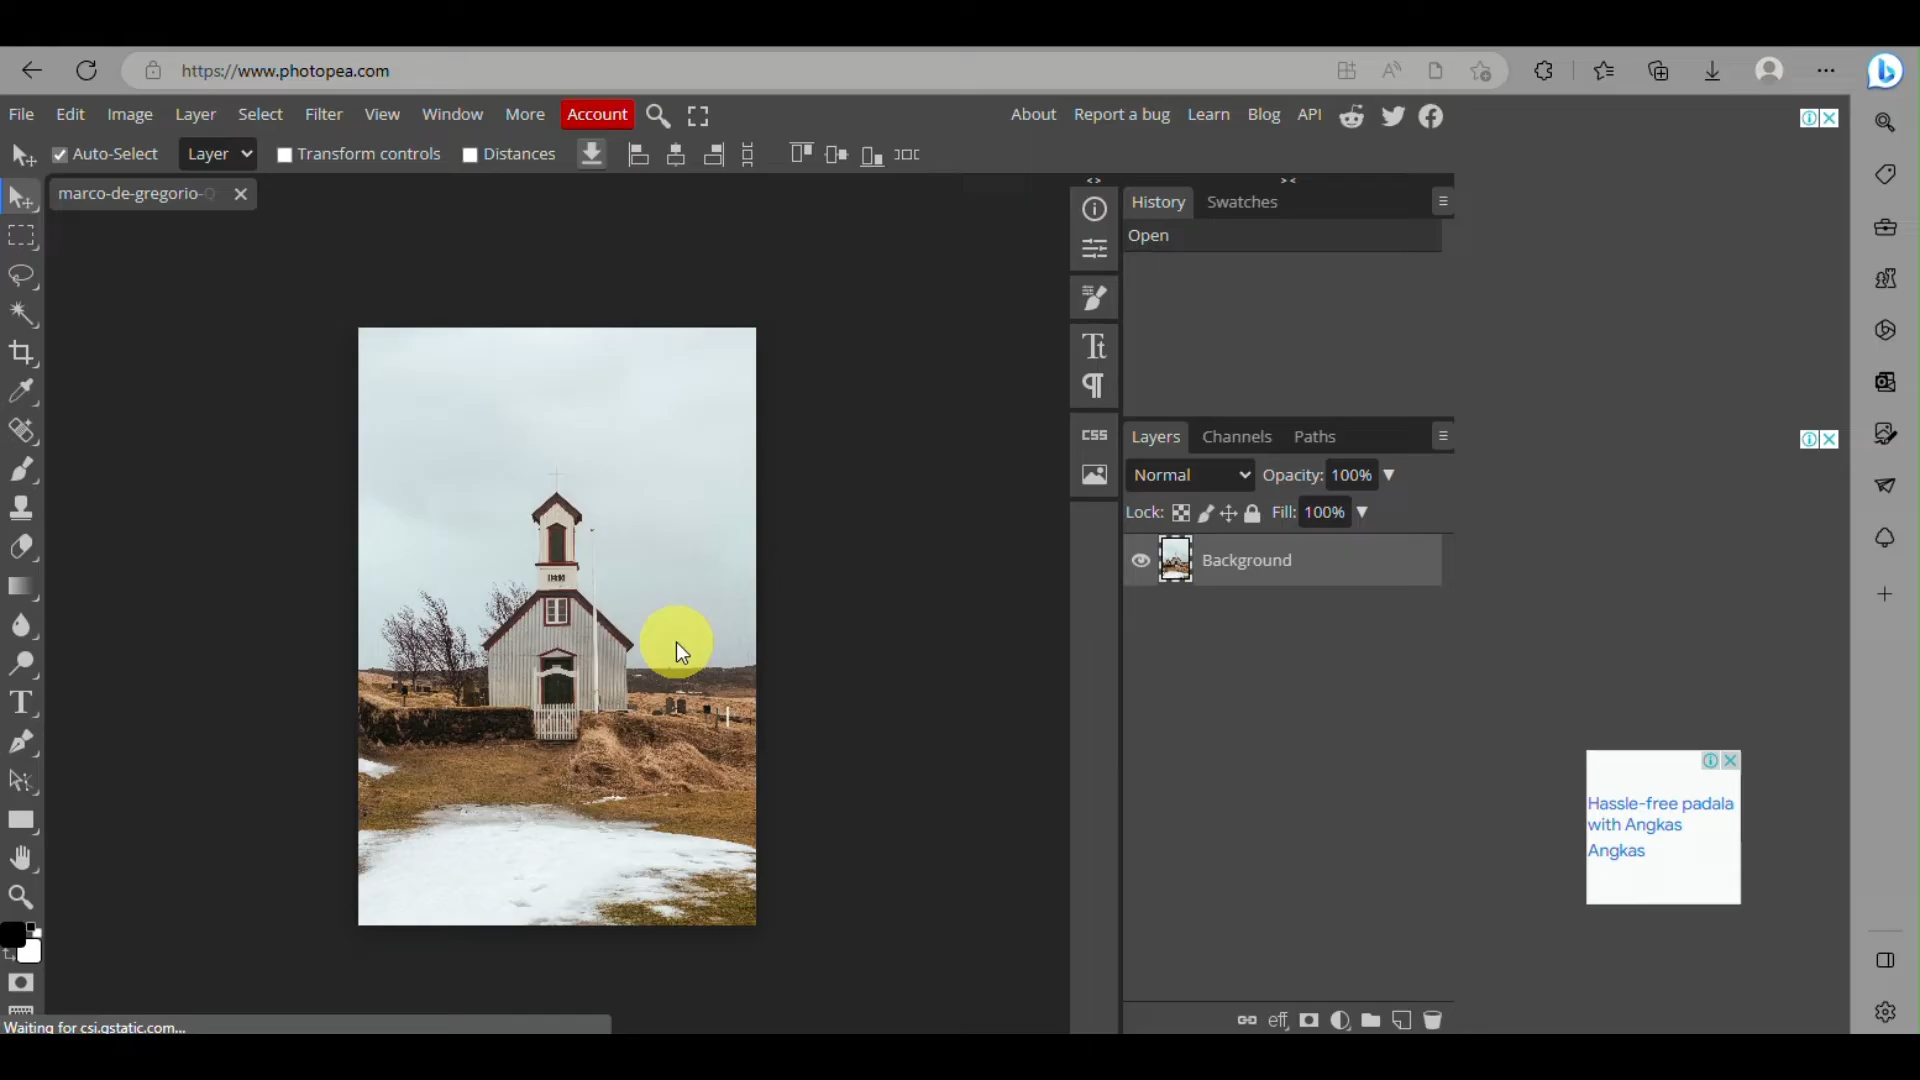 https://www.photopea.com
File Edit Image Layer Select Filter View Window More Account About Report a bug Learn Blog API
Auto-Select Layer Transform controls Distances
marco-de-gregorio-
< > > <
History Swatches
Open
CSS
Layers Channels Paths
Normal Opacity: 100%
Lock: Fill: 100%
Background
eff
Hassle-free padala
with Angkas
Angkas
Waiting for csi.gstatic.com...